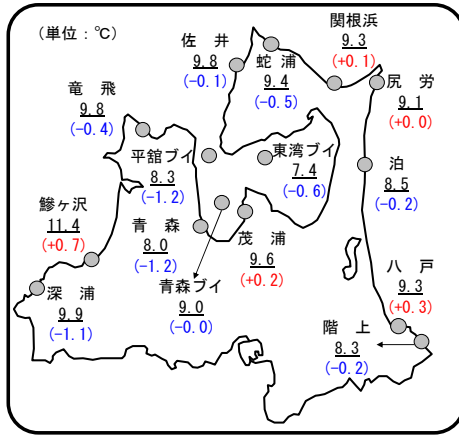 (単位：℃)
佐 井
9.8
(-0.1)
蛇 浦
9.4
(-0.5)
関根浜
9.3
(+0.1)
尻 労
9.1
(+0.0)
竜 飛
9.8
(-0.4)
平舘ブイ
8.3
(-1.2)
東湾ブイ
7.4
(-0.6)
泊
8.5
(-0.2)
鰺ヶ沢
11.4
(+0.7)
青 森
8.0
(-1.2)
茂 浦
9.6
(+0.2)
青森ブイ
9.0
(-0.0)
八 戸
9.3
(+0.3)
深 浦
9.9
(-1.1)
階 上
8.3
(-0.2)